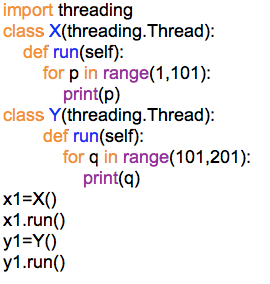 import threading
class X(threading.Thread):
    def run(self):
        for p in range(1,101):
            print(p)
class Y(threading.Thread):
        def run(self):
            for q in range(101,201):
                print(q)
x1=X()
x1.run()
y1=Y()
y1.run()